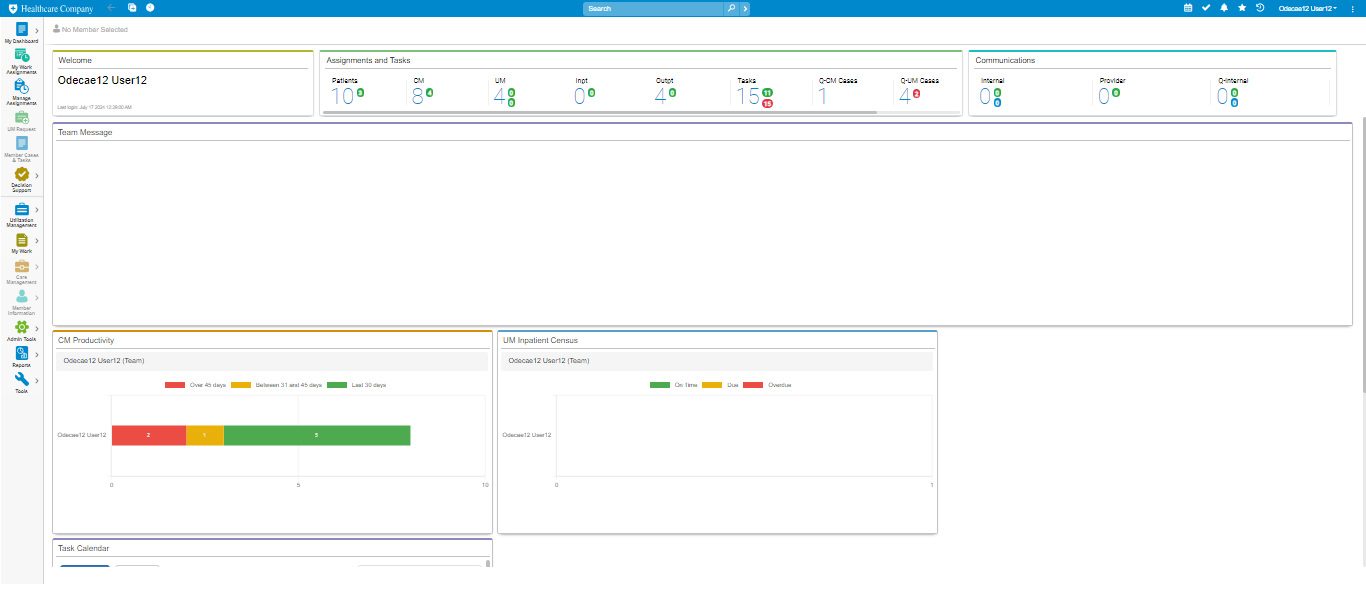 Healthcare Company
Search
Odecae12 User12
My Dashboard
My Work
Assignments
Manage
Assignments
UM Request
Member Cases
& Tasks
Decision
Support
Utilization
Management
My Work
Care
Management
Member
Information
Admin Tools
Reports
Tools
No Member Selected
Welcome
Odecae12 User12
Last login: July 17 2024 12:28:00 AM
Assignments and Tasks
Patients CM UM Inpt Outpt Tasks Q-CM Cases Q-UM Cases
10 8 4 0 0 4 0 15 11 1 4 2
0 15
Communications
Internal Provider Q-Internal
0 0 0 0 0 0
0 0
Team Message
CM Productivity
Odecae12 User12 (Team)
Over 45 days Between 31 and 45 days Last 30 days
Odecae12 User12 2 1 5
0 5 10
UM Inpatient Census
Odecae12 User12 (Team)
On Time Due Overdue
Odecae12 User12
0 1
Task Calendar